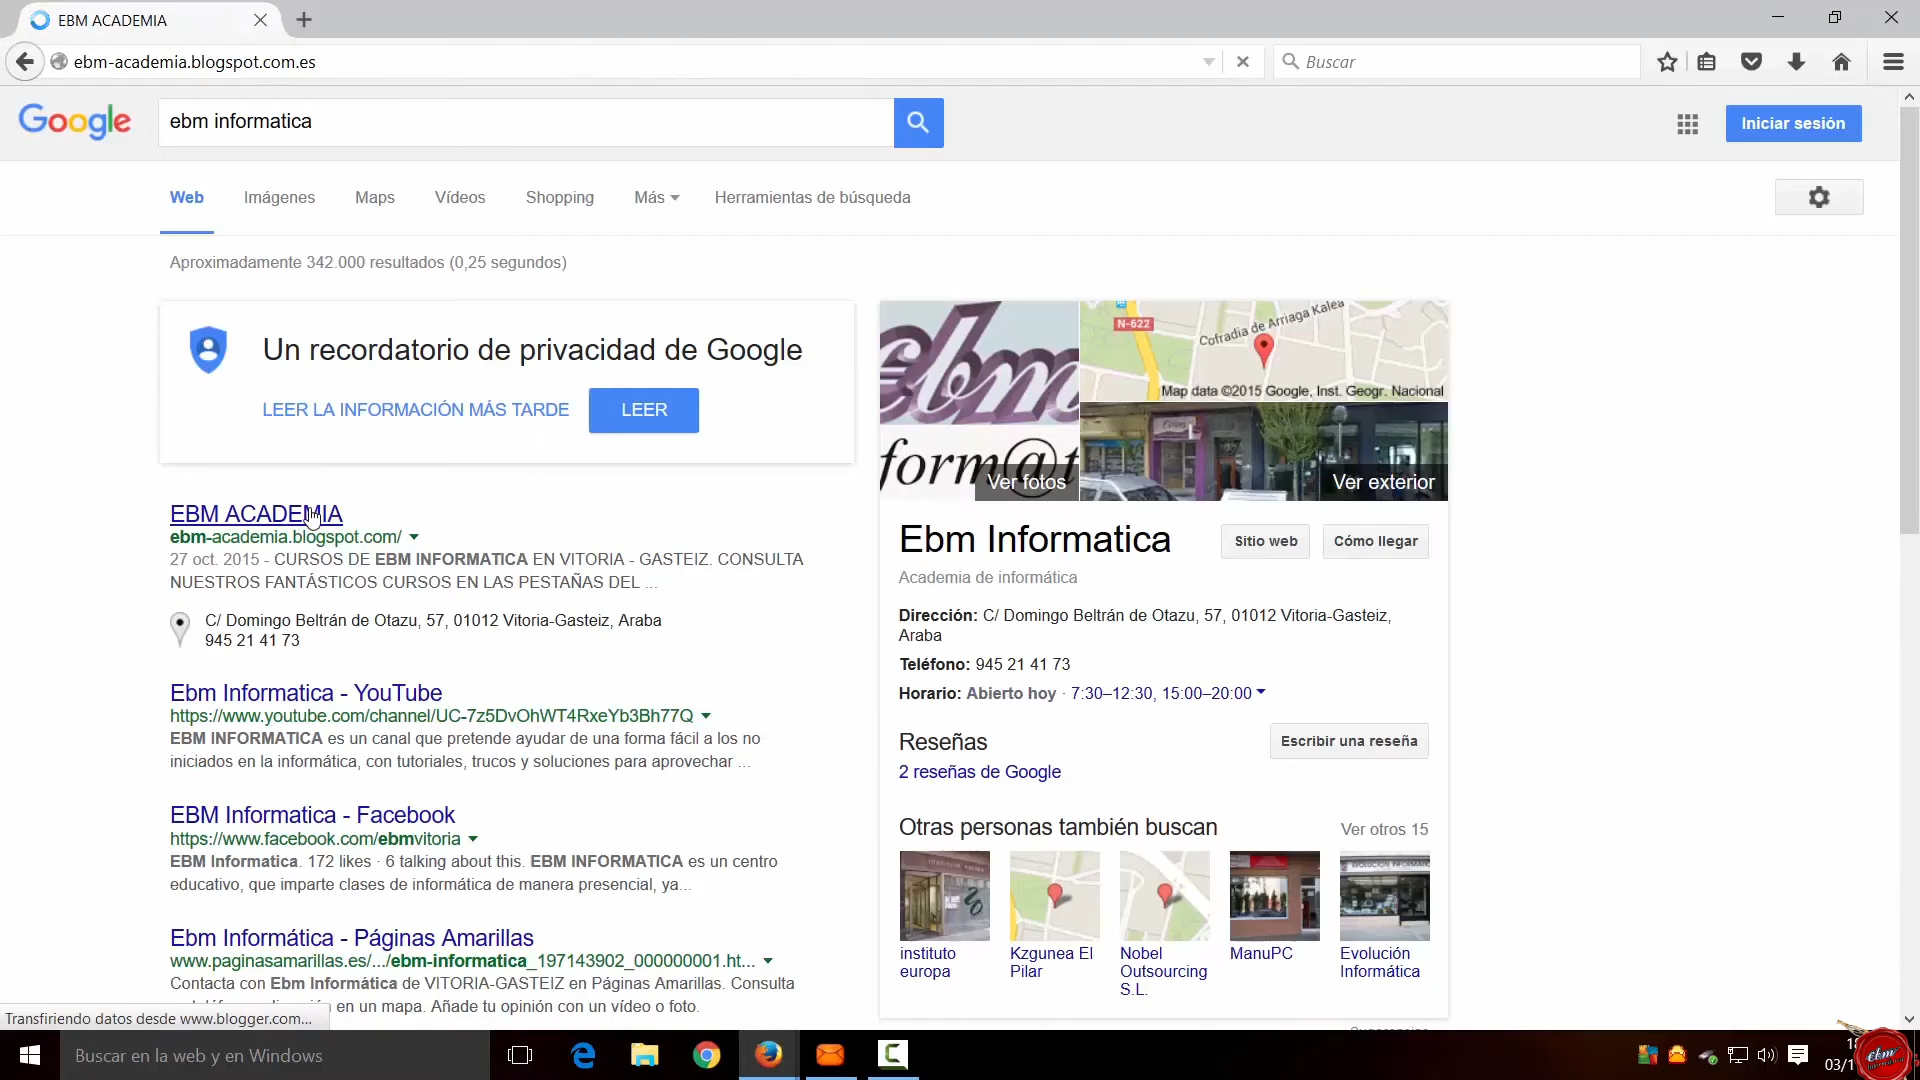 EBM ACADEMIA
ebm-academia.blogspot.com.es
Buscar
Google
ebm informatica
Iniciar sesión
Web Imágenes Maps Vídeos Shopping Más Herramientas de búsqueda
Aproximadamente 342.000 resultados (0,25 segundos)
Un recordatorio de privacidad de Google
LEER LA INFORMACIÓN MÁS TARDE LEER
EBM ACADEMIA
ebm-academia.blogspot.com/
27 oct. 2015 - CURSOS DE EBM INFORMATICA EN VITORIA - GASTEIZ. CONSULTA
NUESTROS FANTÁSTICOS CURSOS EN LAS PESTAÑAS DEL ...
C/ Domingo Beltrán de Otazu, 57, 01012 Vitoria-Gasteiz, Araba
945 21 41 73
Ebm Informatica - YouTube
https://www.youtube.com/channel/UC-7z5DvOhWT4RxeYb3Bh77Q
EBM INFORMATICA es un canal que pretende ayudar de una forma fácil a los no
iniciados en la informática, con tutoriales, trucos y soluciones para aprovechar ...
EBM Informatica - Facebook
https://www.facebook.com/ebmvitoria
EBM Informatica. 172 likes · 6 talking about this. EBM INFORMATICA es un centro
educativo, que imparte clases de informática de manera presencial, ya...
Ebm Informática - Páginas Amarillas
www.paginasamarillas.es/.../ebm-informatica_197143902_000000001.ht...
Contacta con Ebm Informática de VITORIA-GASTEIZ en Páginas Amarillas. Consulta
en un mapa. Añade tu opinión con un vídeo o foto.
Transfiriendo datos desde www.blogger.com...
ebm
form@t
Ver fotos
N-622
Cofradia de Arriaga Kalea
Map data ©2015 Google, Inst. Geogr. Nacional
Ver exterior
Ebm Informatica
Sitio web
Cómo llegar
Academia de informática
Dirección: C/ Domingo Beltrán de Otazu, 57, 01012 Vitoria-Gasteiz,
Araba
Teléfono: 945 21 41 73
Horario: Abierto hoy · 7:30–12:30, 15:00–20:00
Reseñas
Escribir una reseña
2 reseñas de Google
Otras personas también buscan
Ver otros 15
instituto
europa
Kzgunea El
Pilar
Nobel
Outsourcing
S.L.
ManuPC
Evolución
Informática
Buscar en la web y en Windows
18
03/1
ebm